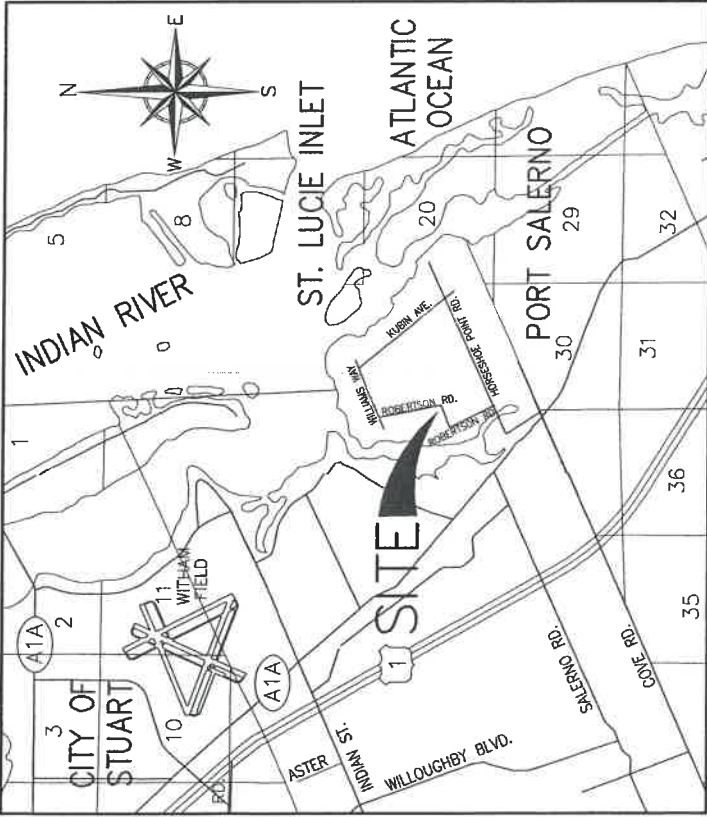 N
W
E
S
5
8
INDIAN RIVER
ST. LUCIE INLET
ATLANTIC
OCEAN
1
A1A
2
3
CITY OF
STUART
10
11
WITHAM
FIELD
RD.
A1A
ASTER
INDIAN ST.
WILLOUGHBY BLVD.
1
SITE
WILLIAMS WAY
KUBIN AVE.
ROBERTSON RD.
ROBERTSON RD.
HORSESHOE POINT RD.
20
PORT SALERNO
29
30
31
32
36
35
SALERNO RD.
COVE RD.